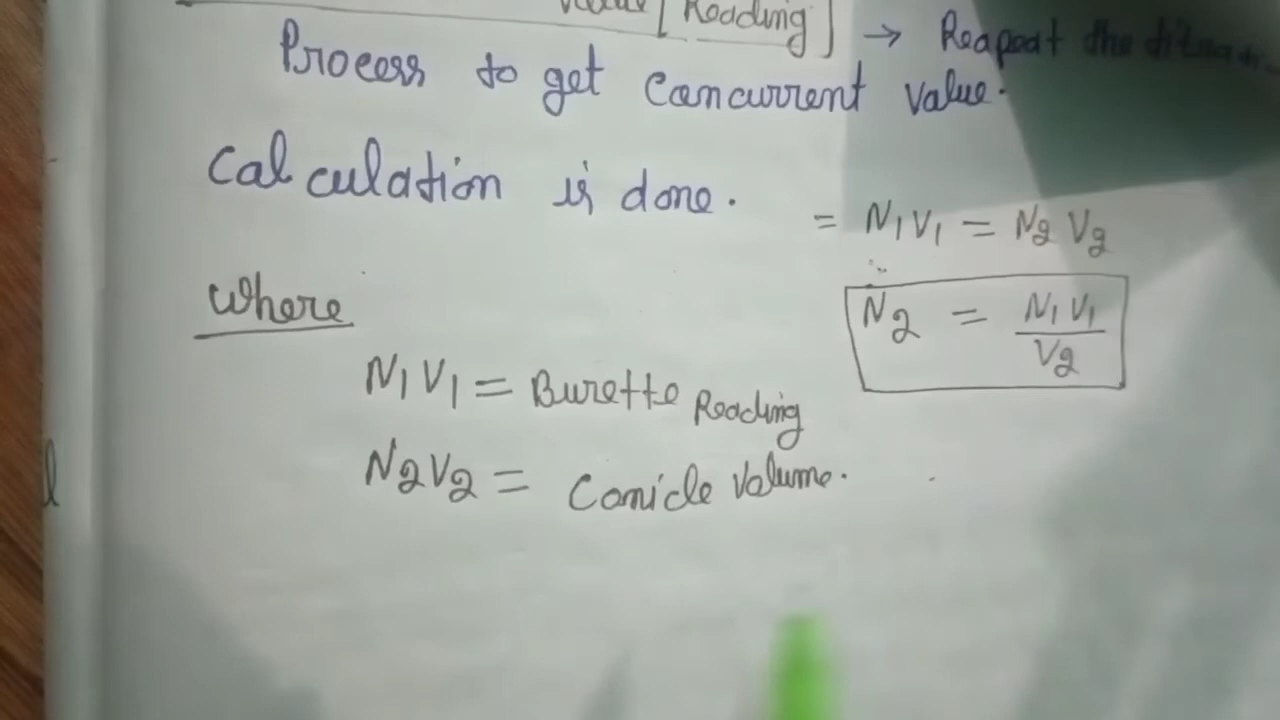 [Reading] → Reapeat the
Process to get Concurrent value.
Calculation is done.
= N₁V₁ = N₂V₂
Where
N₂ = N₁V₁ / V₂
N₁V₁ = Burette Reading
N₂V₂ = Conicle Volume.